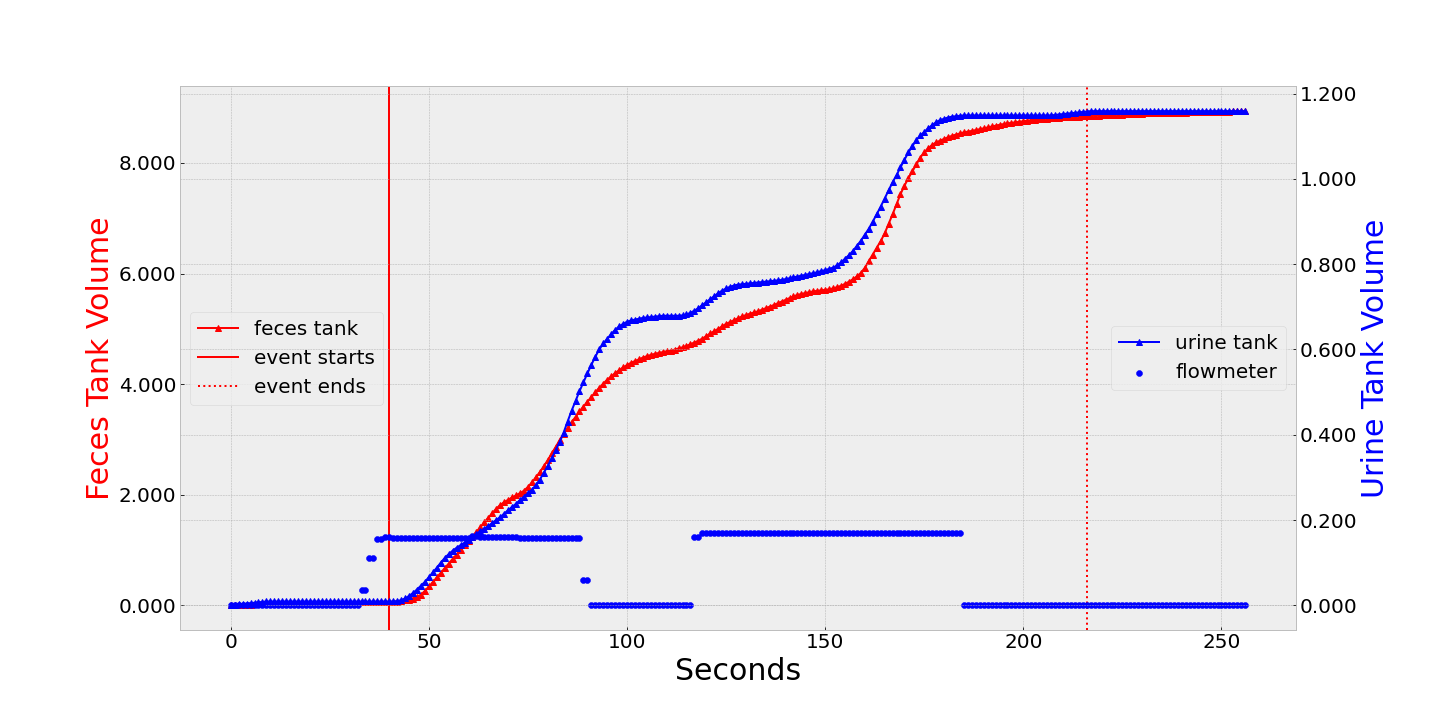 1.200
8.000
1.000
6.000
0.800
Feces Tank Volume
Urine Tank Volume
feces tank
event starts
event ends
urine tank
flowmeter
0.600
4.000
0.400
2.000
0.200
0.000
0.000
0 50 100 150 200 250
Seconds